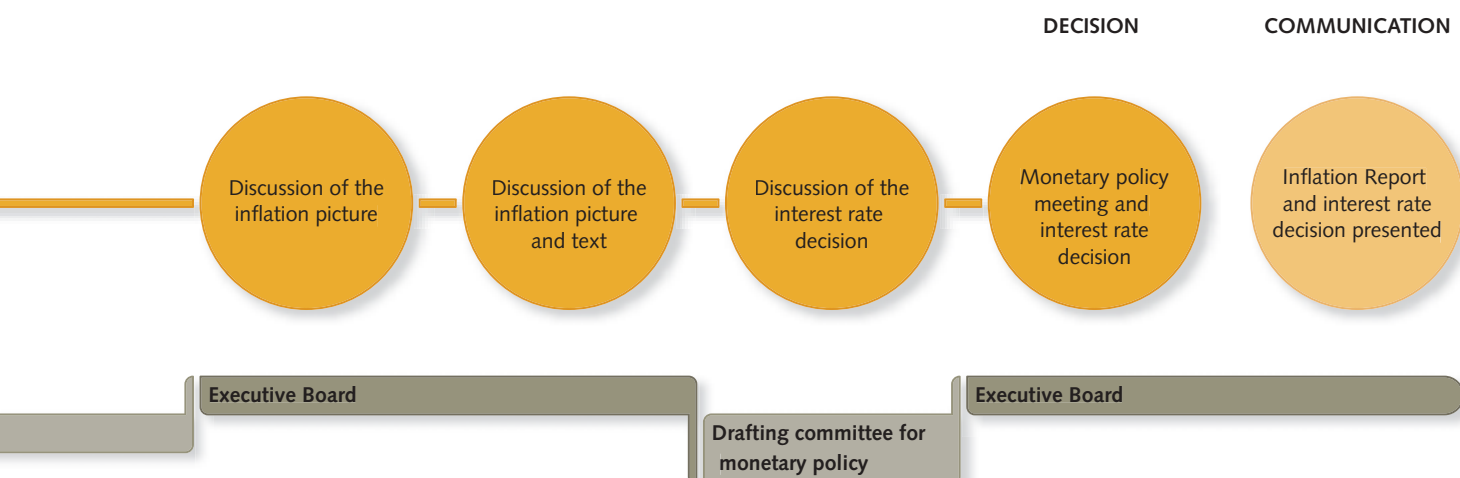 DECISION
COMMUNICATION
Discussion of the
inflation picture
Discussion of the
inflation picture
and text
Discussion of the
interest rate
decision
Monetary policy
meeting and
interest rate
decision
Inflation Report
and interest rate
decision presented
Executive Board
Drafting committee for
monetary policy
Executive Board